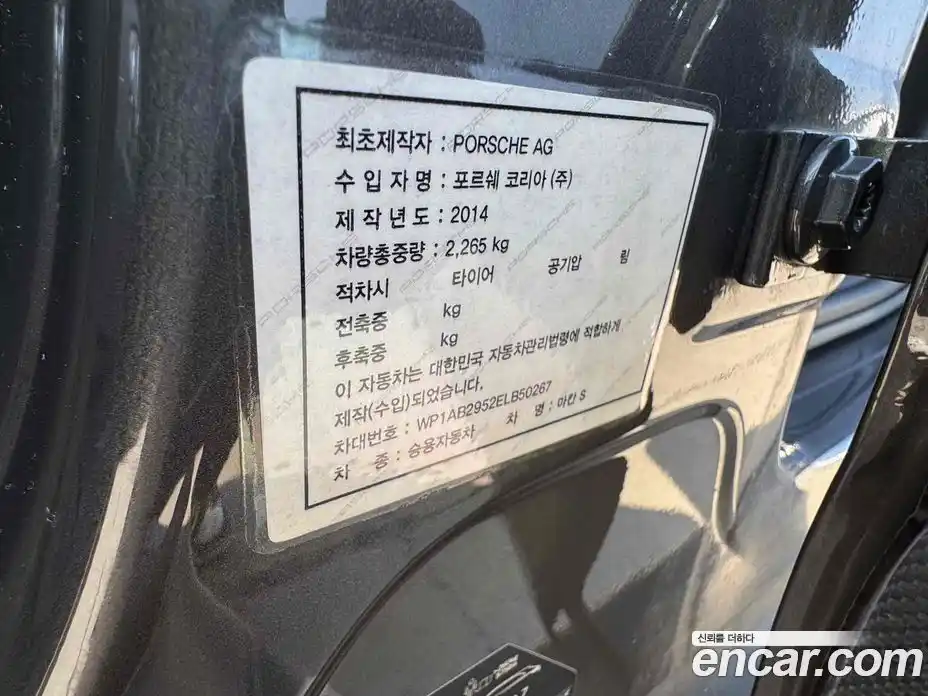 최초제작자 : PORSCHE AG
수 입 자 명 : 포르쉐 코리아 (주)
제 작 년 도 : 2014
차량총중량 : 2,265 kg
적차시 타이어 공기압 림
전축중 kg
후축중 kg
이 자동차는 대한민국 자동차관리법령에 적합하게
제작(수입)되었습니다.
차대번호 : WP1AB2952ELB50267
차 종 : 승용자동차 차 명 : 마칸 S
신뢰를 더하다
encar.com